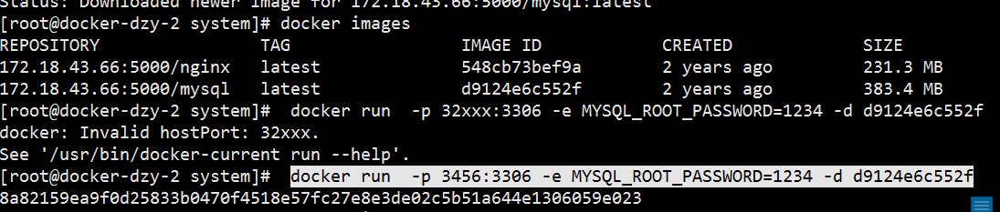 Status: Downloaded newer image for 172.18.43.66:5000/mysql:latest
[root@docker-dzy-2 system]# docker images
REPOSITORY TAG IMAGE ID CREATED SIZE
172.18.43.66:5000/nginx latest 548cb73bef9a 2 years ago 231.3 MB
172.18.43.66:5000/mysql latest d9124e6c552f 2 years ago 383.4 MB
[root@docker-dzy-2 system]#  docker run  -p 32xxx:3306 -e MYSQL_ROOT_PASSWORD=1234 -d d9124e6c552f
docker: Invalid hostPort: 32xxx.
See '/usr/bin/docker-current run --help'.
[root@docker-dzy-2 system]#  docker run  -p 3456:3306 -e MYSQL_ROOT_PASSWORD=1234 -d d9124e6c552f
8a82159ea9f0d25833b0470f4518e57fc27e8e3de02c5b51a644e1306059e023